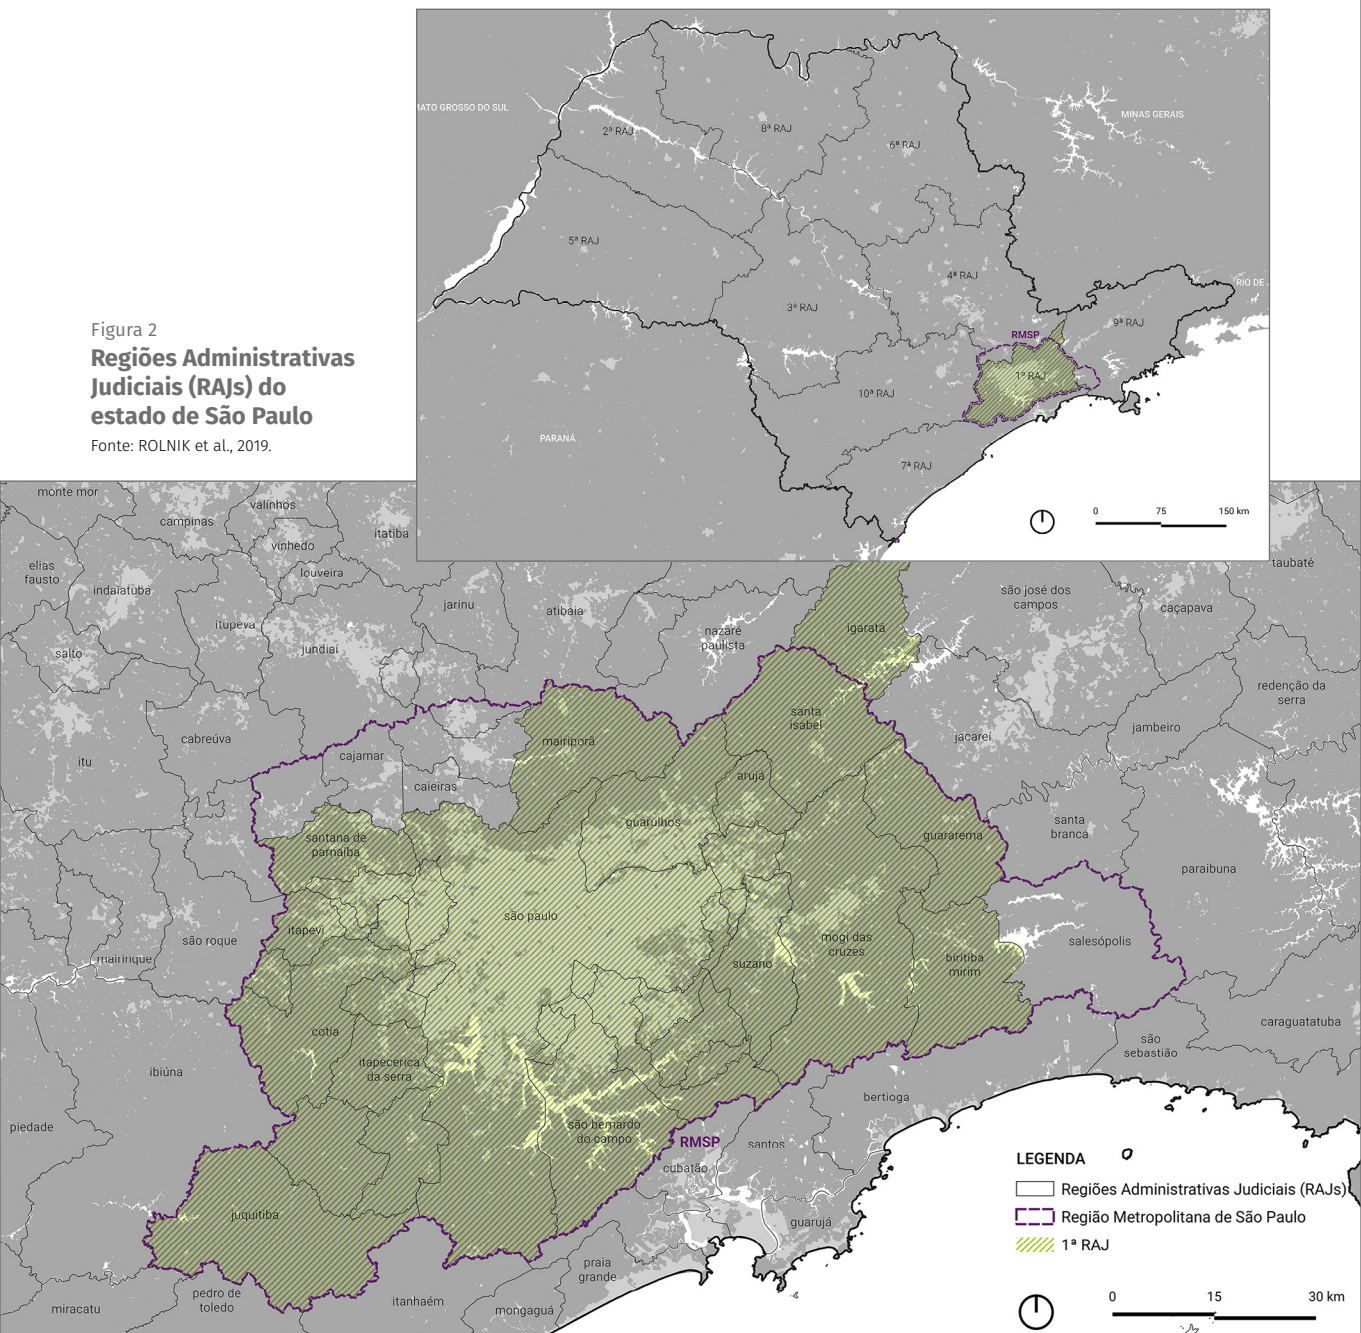 Figura 2
Regiões Administrativas
Judiciais (RAJs) do
estado de São Paulo
Fonte: ROLNIK et al., 2019.
MATO GROSSO DO SUL
MINAS GERAIS
2ª RAJ
8ª RAJ
6ª RAJ
5ª RAJ
4ª RAJ
3ª RAJ
RIO DE
9ª RAJ
RMSP
1ª RAJ
10ª RAJ
PARANÁ
7ª RAJ
0 75 150 km
monte mor
campinas
valinhos
vinhedo
itatiba
elias
fausto
indaiatuba
louveira
itupeva
jarinu
atibaia
salto
jundiaí
nazaré
paulista
igaratá
são josé dos
campos
caçapava
taubaté
redenção da
serra
jambeiro
jacareí
santa
isabel
mairiporã
cabreúva
itu
cajamar
caieiras
arujá
guarulhos
santana de
parnaíba
guararema
santa
branca
paraibuna
são paulo
itapevi
são roque
mairinque
suzano
mogi das
cruzes
biritiba
mirim
salesópolis
cotia
itapecerica
da serra
ibiúna
caraguatatuba
são
sebastião
bertioga
piedade
são bernardo
do campo
RMSP
santos
cubatão
guarujá
juquitiba
praia
grande
pedro de
toledo
miracatu
itanhaém
mongaguá
LEGENDA
Regiões Administrativas Judiciais (RAJs)
Região Metropolitana de São Paulo
1ª RAJ
0 15 30 km